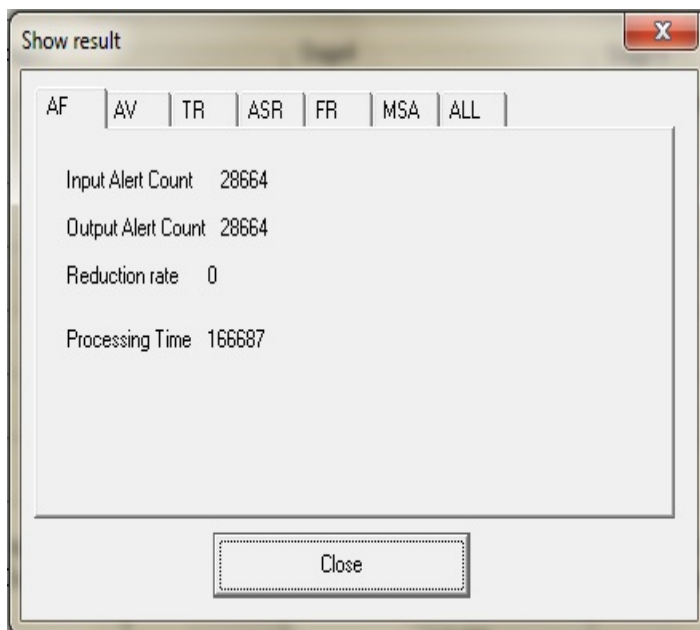 Show result
X
AF AV TR ASR FR MSA ALL
Input Alert Count 28664
Output Alert Count 28664
Reduction rate 0
Processing Time 166687
Close